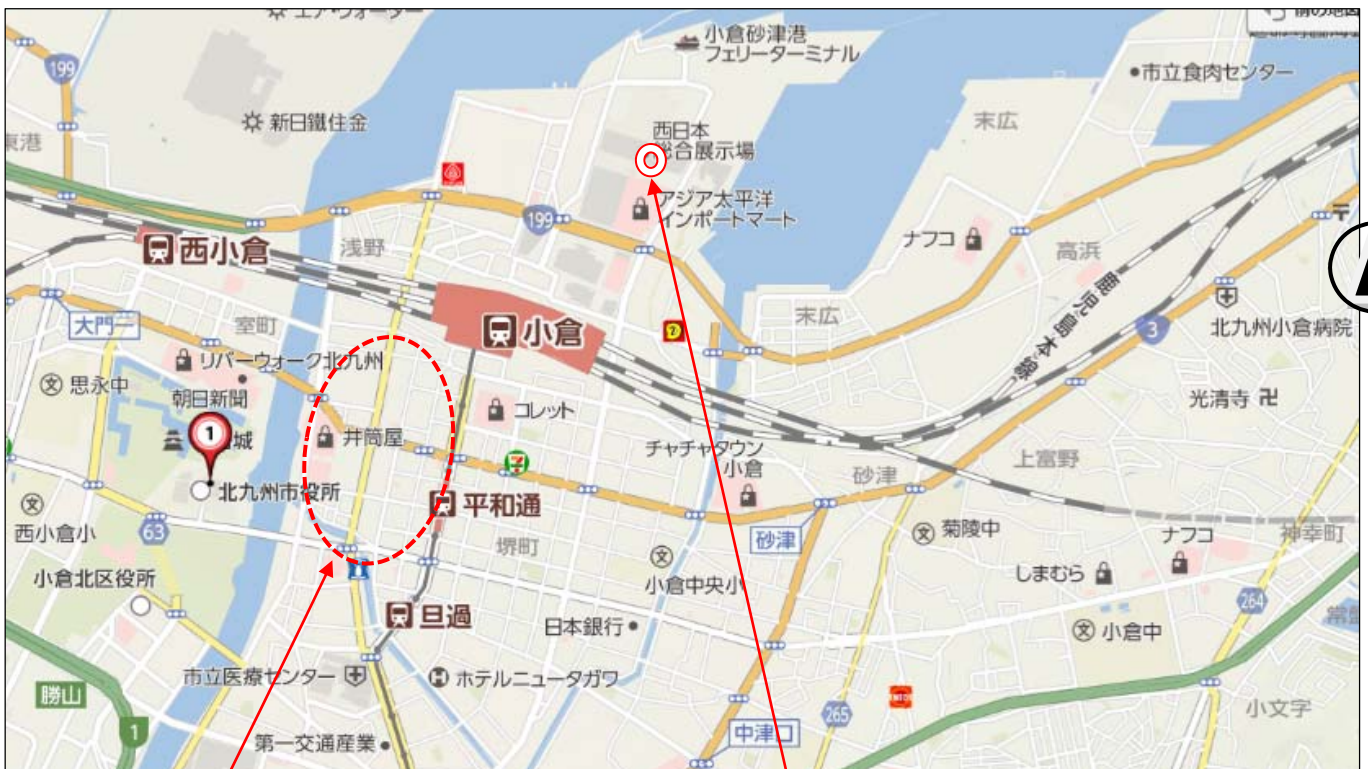 小倉砂津港
フェリーターミナル
199
市立食肉センター
新日鐵住金
末広
西日本
総合展示場
アジア太平洋
インポートマート
199
西小倉
浅野
ナフコ
高浜
鹿児島本線
3
北九州小倉病院
大門二
室町
小倉
末広
リバーウォーク北九州
思永中
朝日新聞
コレット
光清寺
1
城
井筒屋
チャチャタウン
小倉
砂津
上富野
北九州市役所
平和通
西小倉小
63
堺町
砂津
菊陵中
ナフコ
神幸町
小倉中央小
しまむら
小倉北区役所
264
旦過
日本銀行
小倉中
市立医療センター
ホテルニュータガワ
勝山
1
265
小文字
中津口
第一交通産業